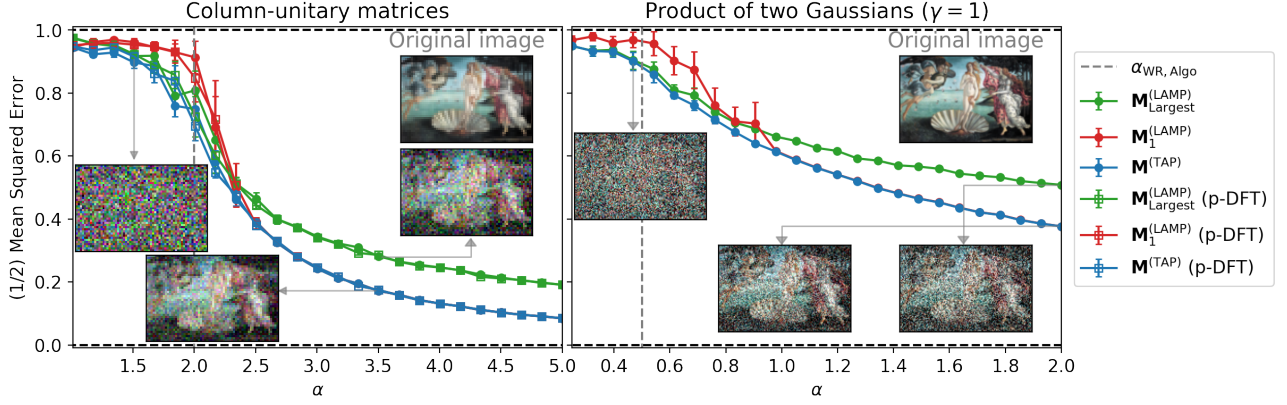 Column-unitary matrices
Product of two Gaussians (γ = 1)
(1/2) Mean Squared Error
1.0
0.8
0.6
0.4
0.2
0.0
Original image
Original image
1.5 2.0 2.5 3.0 3.5 4.0 4.5 5.0
α
0.4 0.6 0.8 1.0 1.2 1.4 1.6 1.8 2.0
α
α_WR, Algo
M_Largest^(LAMP)
M_1^(LAMP)
M^(TAP)
M_Largest^(LAMP) (p-DFT)
M_1^(LAMP) (p-DFT)
M^(TAP) (p-DFT)